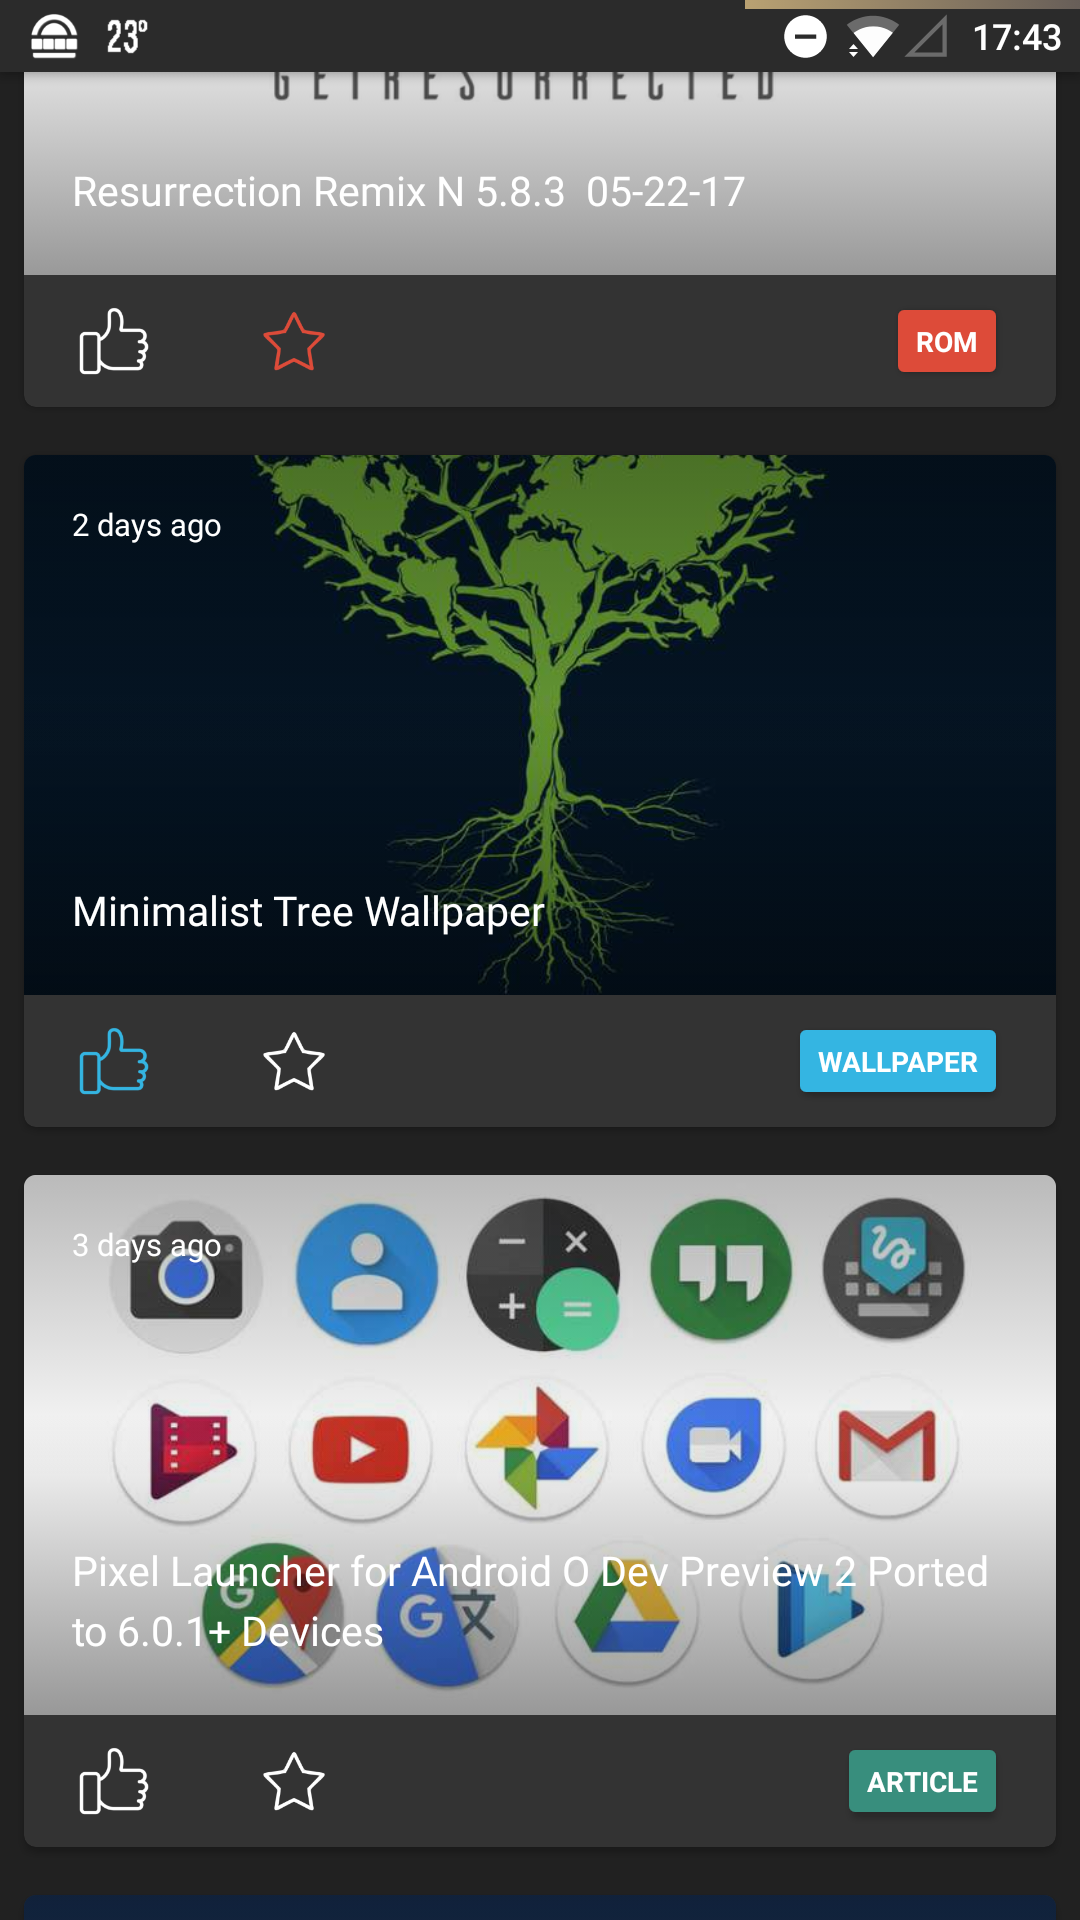 23°
17:43
GETRESURRECTED
Resurrection Remix N 5.8.3  05-22-17
ROM
2 days ago
Minimalist Tree Wallpaper
WALLPAPER
3 days ago
Pixel Launcher for Android O Dev Preview 2 Ported
to 6.0.1+ Devices
G
G
文
ARTICLE